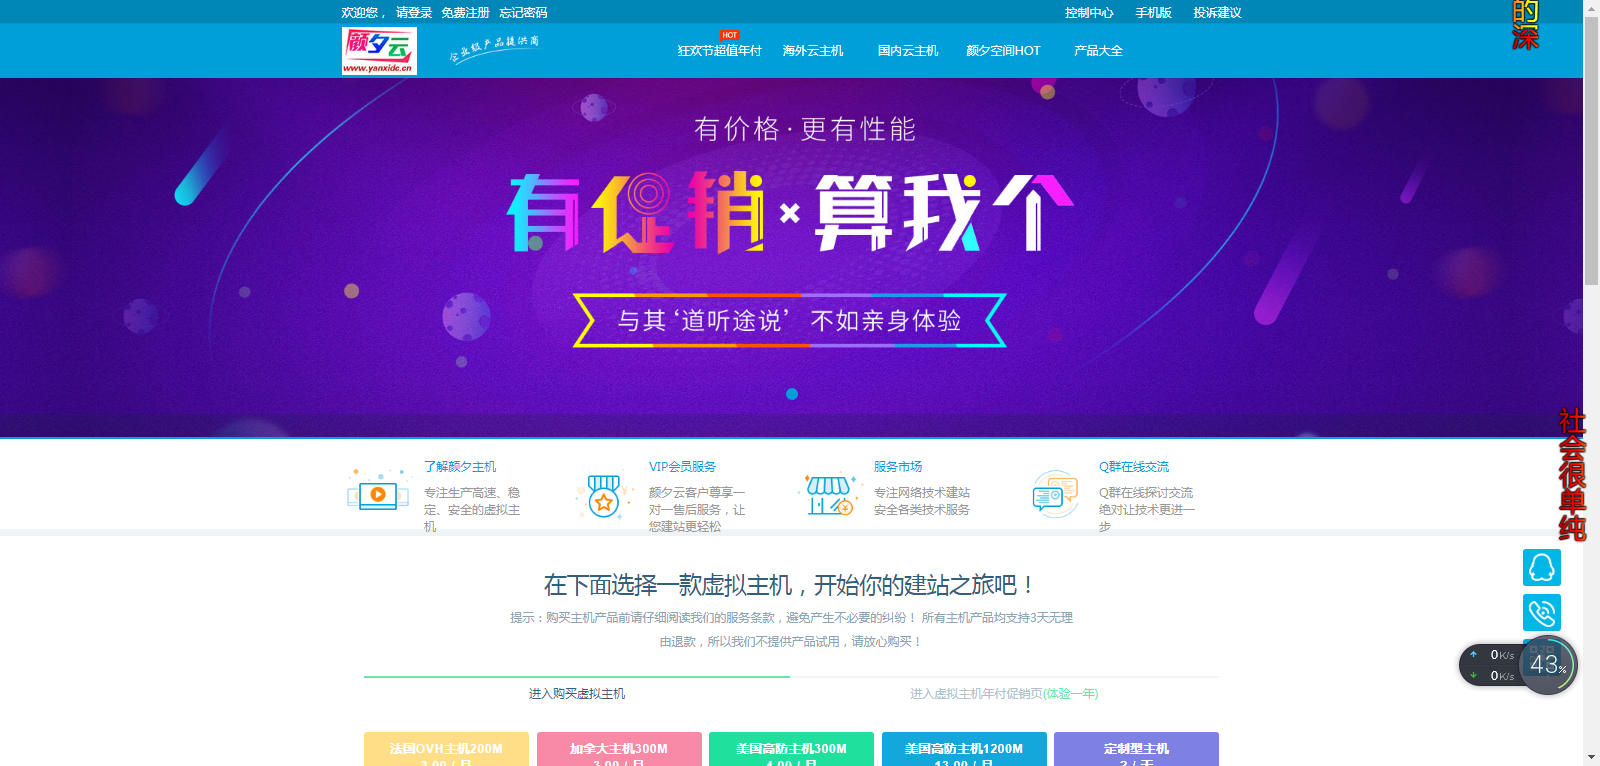 欢迎您， 请登录 免费注册 忘记密码
控制中心 手机版 投诉建议
颜夕云
www.yanxidc.cn
企业级产品提供商
HOT
狂欢节超值年付 海外云主机 国内云主机 颜夕空间HOT 产品大全
的深
有价格·更有性能
有促销×算我个
与其‘道听途说’ 不如亲身体验
社会很单纯
了解颜夕主机
专注生产高速、稳
定、安全的虚拟主
机
VIP会员服务
颜夕云客户尊享一
对一售后服务，让
您建站更轻松
服务市场
专注网络技术建站
安全各类技术服务
Q群在线交流
Q群在线探讨交流
绝对让技术更进一
步
在下面选择一款虚拟主机，开始你的建站之旅吧！
提示：购买主机产品前请仔细阅读我们的服务条款，避免产生不必要的纠纷！ 所有主机产品均支持3天无理
由退款，所以我们不提供产品试用，请放心购买！
进入购买虚拟主机
进入虚拟主机年付促销页(体验一年)
0K/s
0K/s
43%
法国OVH主机200M
3.00 / 月
加拿大主机300M
3.00 / 月
美国高防主机300M
4.00 / 月
美国高防主机1200M
13.00 / 月
定制型主机
? / 天